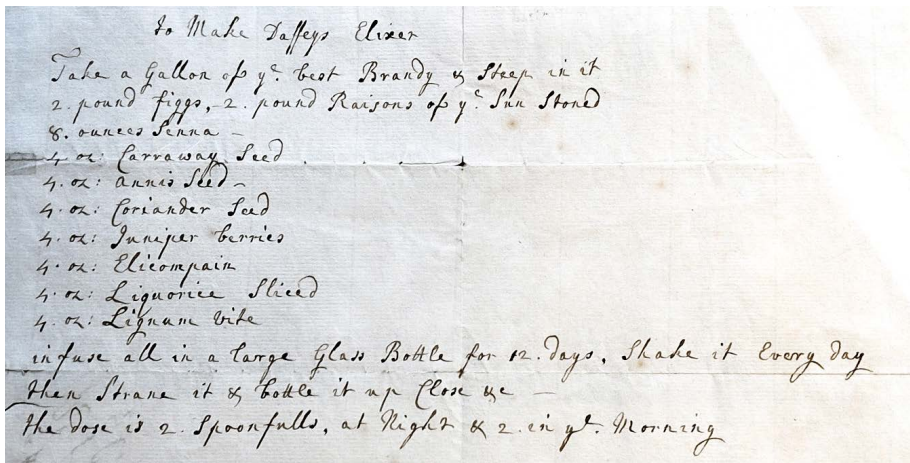 to Make Daffeys Elixer
Take a Gallon of ye. best Brandy & Steep in it
2. pound figgs,-2. pound Raisons of ye. Sun Stoned
8. ounces Senna -
4 oz: Carraway Seed
4. oz: annis Seed -
4. oz: Coriander Seed
4. oz: Juniper berries
4. oz: Elicompain
4. oz: Liquorice Sliced
4. oz: Lignum vite
infuse all in a large Glass Bottle for 12. days, Shake it Every day
then Strane it & bottle it up Close &c -
the dose is 2. Spoonfulls, at Night & 2. in ye. Morning